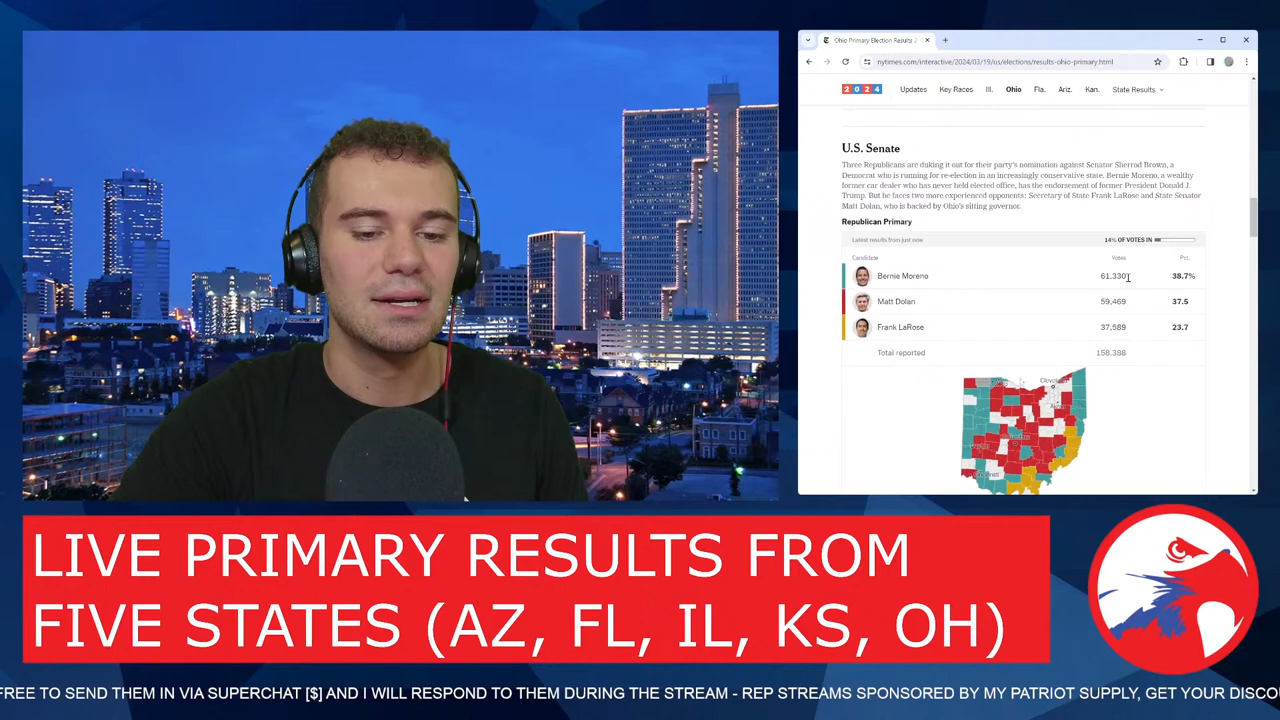 Ohio Primary Election Results 2
nytimes.com/interactive/2024/03/19/us/elections/results-ohio-primary.html
2024 Updates Key Races Ill. Ohio Fla. Ariz. Kan. State Results
U.S. Senate
Three Republicans are duking it out for their party's nomination against Senator Sherrod Brown, a
Democrat who is running for re-election in an increasingly conservative state. Bernie Moreno, a wealthy
former car dealer who has never held elected office, has the endorsement of former President Donald J.
Trump. But he faces two more experienced opponents: Secretary of State Frank LaRose and State Senator
Matt Dolan, who is backed by Ohio's sitting governor.
Republican Primary
Latest results from just now 14% OF VOTES IN
Candidate Votes Pct.
Bernie Moreno 61,330 38.7%
Matt Dolan 59,469 37.5
Frank LaRose 37,589 23.7
Total reported 158,388
LIVE PRIMARY RESULTS FROM
FIVE STATES (AZ, FL, IL, KS, OH)
FREE TO SEND THEM IN VIA SUPERCHAT [$] AND I WILL RESPOND TO THEM DURING THE STREAM - REP STREAMS SPONSORED BY MY PATRIOT SUPPLY, GET YOUR DISCO